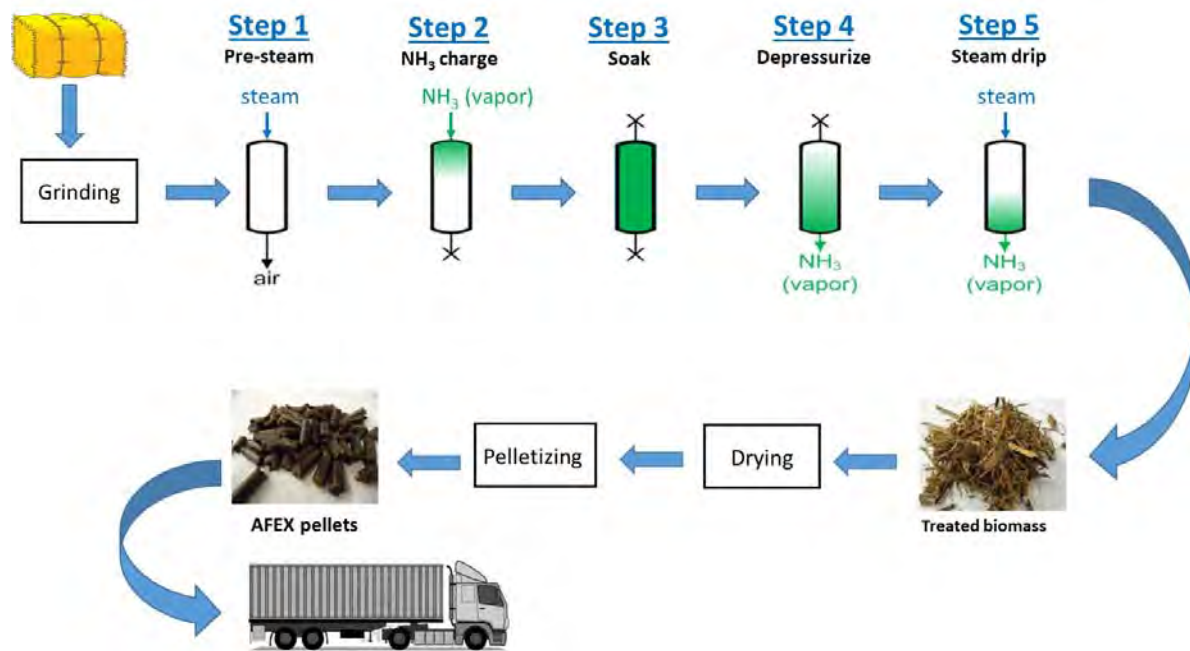 Step 1
Pre-steam
steam
air
Step 2
NH₃ charge
NH₃ (vapor)
Step 3
Soak
Step 4
Depressurize
NH₃
(vapor)
Step 5
Steam drip
steam
NH₃
(vapor)
Grinding
Treated biomass
Drying
Pelletizing
AFEX pellets